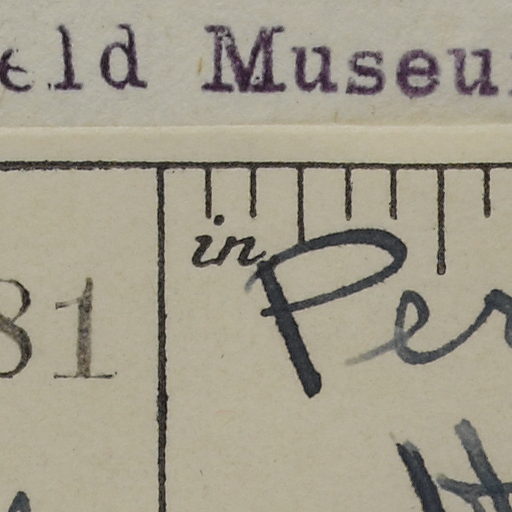 eld Museu
in
81 Per
H